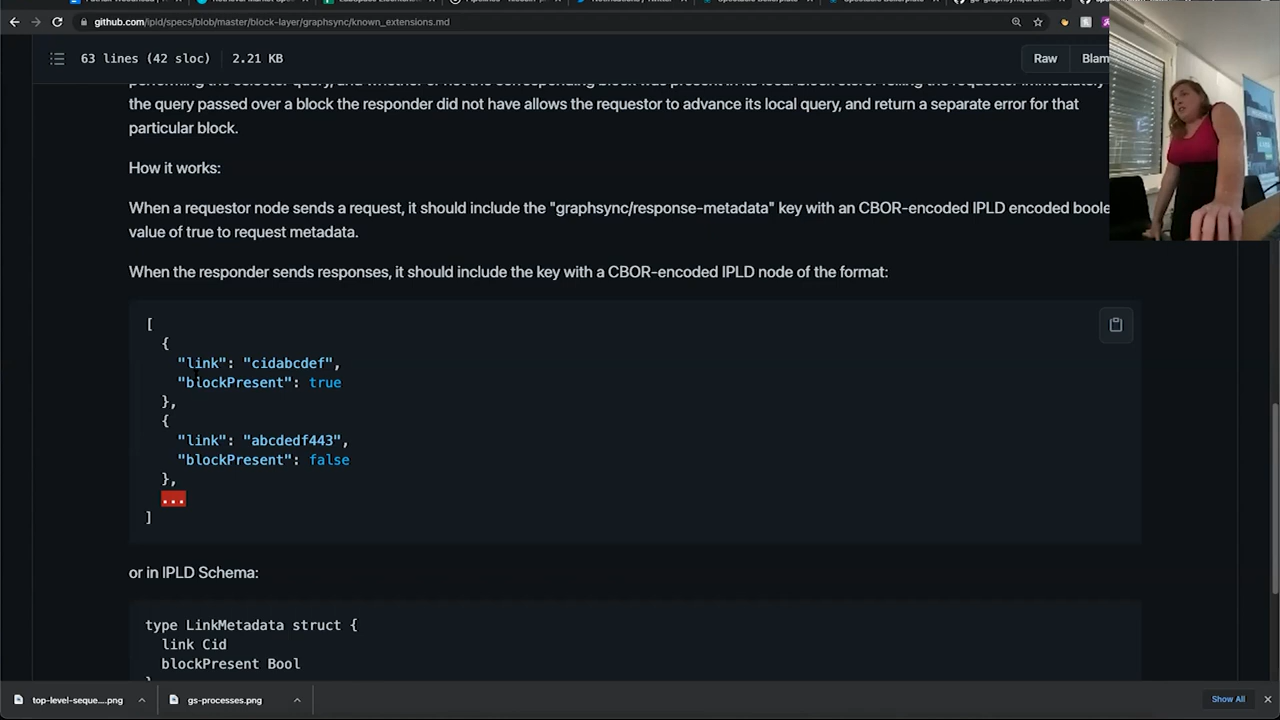 github.com/ipld/specs/blob/master/block-layer/graphsync/known_extensions.md
63 lines (42 sloc) 2.21 KB
Raw
Blam
the query passed over a block the responder did not have allows the requestor to advance its local query, and return a separate error for that
particular block.
How it works:
When a requestor node sends a request, it should include the "graphsync/response-metadata" key with an CBOR-encoded IPLD encoded boole
value of true to request metadata.
When the responder sends responses, it should include the key with a CBOR-encoded IPLD node of the format:
[
{
"link": "cidabcdef",
"blockPresent": true
},
{
"link": "abcdedf443",
"blockPresent": false
},
...
]
or in IPLD Schema:
type LinkMetadata struct {
link Cid
blockPresent Bool
top-level-seque....png
gs-processes.png
Show All